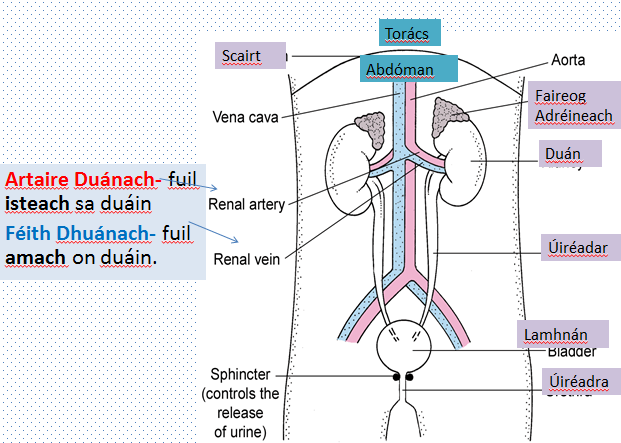 Torács
Scairt
Abdóman
Aorta
Vena cava
Faireog
Adréineach
Duán
Artaire Duánach- fuil
isteach sa duáin
Féith Dhuánach- fuil
amach on duáin.
Renal artery
Renal vein
Úiréadar
Lamhnán
Bladder
Sphincter
(controls the
release
of urine)
Úiréadra